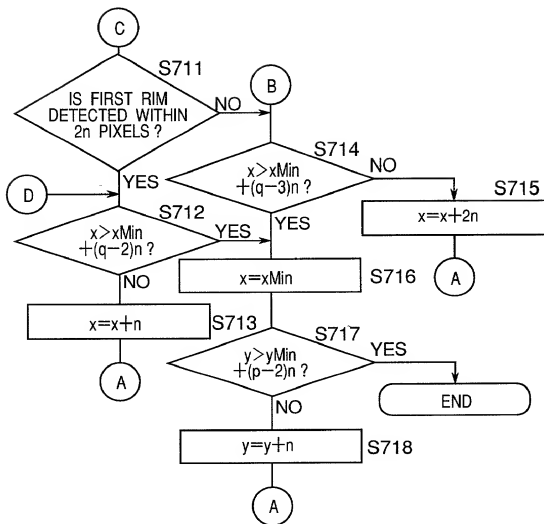 C
S711
IS FIRST RIM
DETECTED WITHIN
2n PIXELS ?
NO
YES
B
S714
x>xMin
+(q−3)n ?
NO
YES
S715
x=x+2n
A
D
S712
x>xMin
+(q−2)n ?
YES
NO
x=xMin
S716
x=x+n
S713
A
S717
y>yMin
+(p−2)n ?
YES
NO
END
y=y+n
S718
A